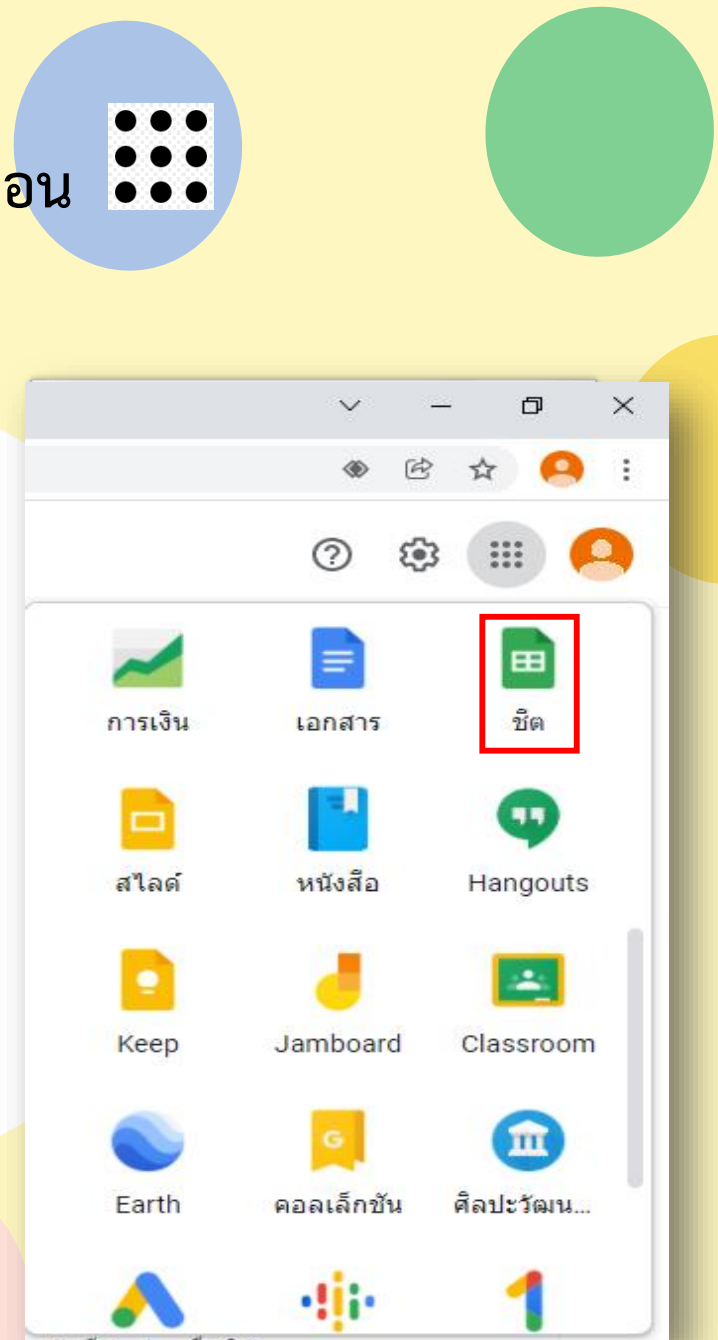 อน
การเงิน เอกสาร ชีต
สไลด์ หนังสือ Hangouts
Keep Jamboard Classroom
Earth คอลเล็กชัน ศิลปะวัฒน...